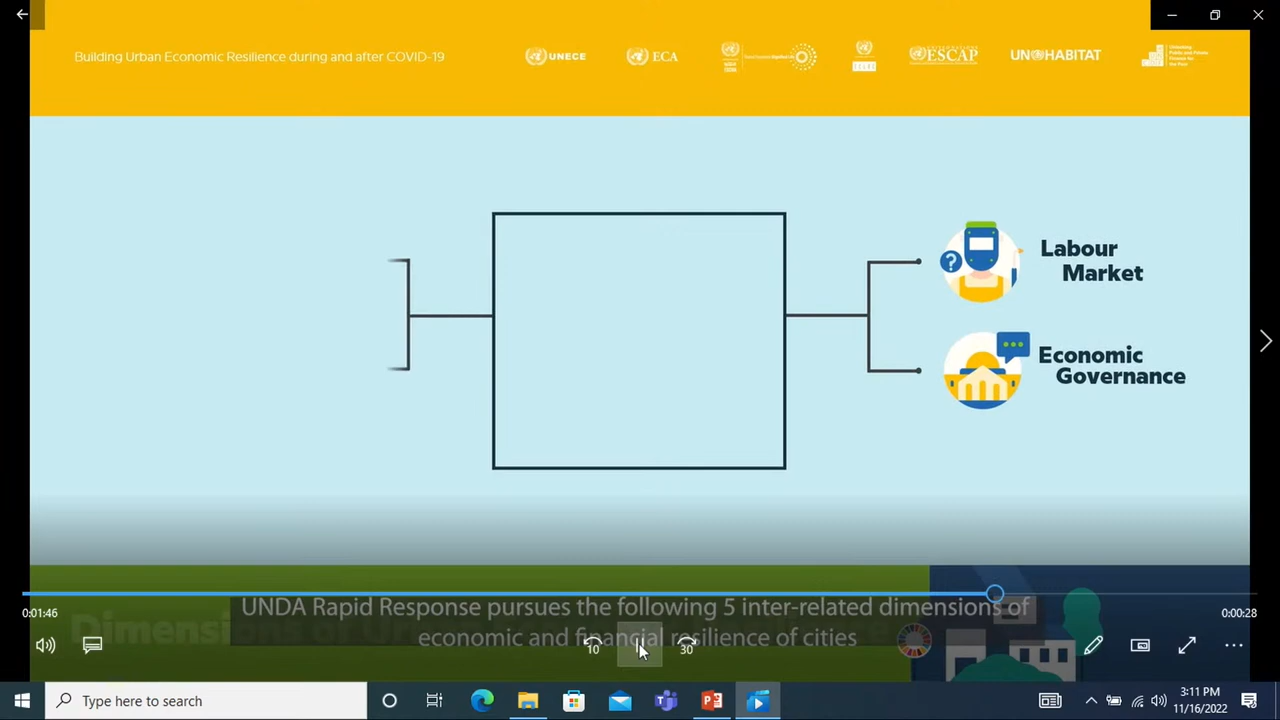 Building Urban Economic Resilience during and after COVID-19
UNECE
ECA
ESCAP
UN HABITAT
Labour
Market
?
Economic
Governance
UNDA Rapid Response pursues the following 5 inter-related dimensions of
economic and financial resilience of cities
0:01:46
0:00:28
10
30
Type here to search
3:11 PM
11/16/2022